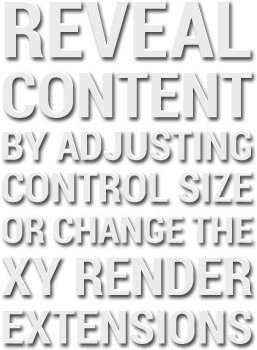 REVEAL
CONTENT
BY ADJUSTING
CONTROL SIZE
OR CHANGE THE
XY RENDER
EXTENSIONS